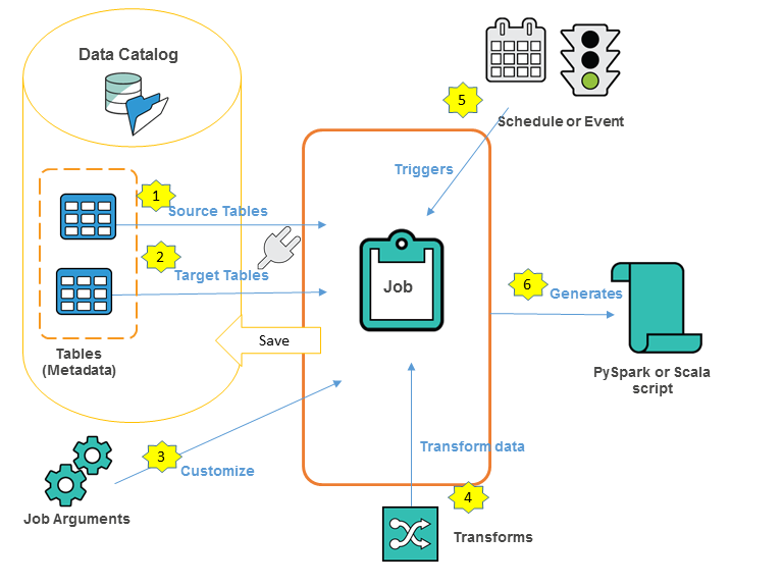 Data Catalog
5
Schedule or Event
Triggers
1
Source Tables
2
Target Tables
Job
6
Generates
Save
Tables
(Metadata)
PySpark or Scala
script
3
Customize
Transform data
4
Job Arguments
Transforms